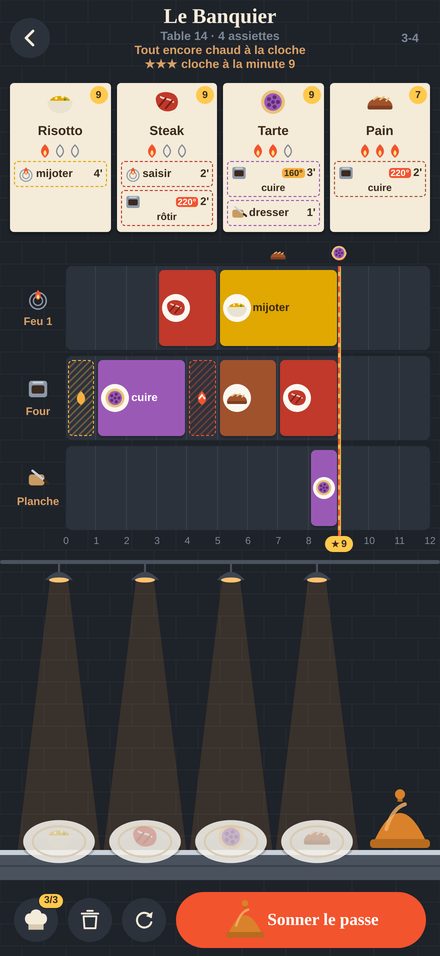 Le Banquier
Table 14 · 4 assiettes
3-4
Tout encore chaud à la cloche
★★★ cloche à la minute 9
9
Risotto
mijoter 4'
9
Steak
saisir 2'
220° 2'
rôtir
9
Tarte
160° 3'
cuire
dresser 1'
7
Pain
220° 2'
cuire
Feu 1
mijoter
Four
cuire
Planche
0 1 2 3 4 5 6 7 8 ★ 9 10 11 12
3/3
Sonner le passe